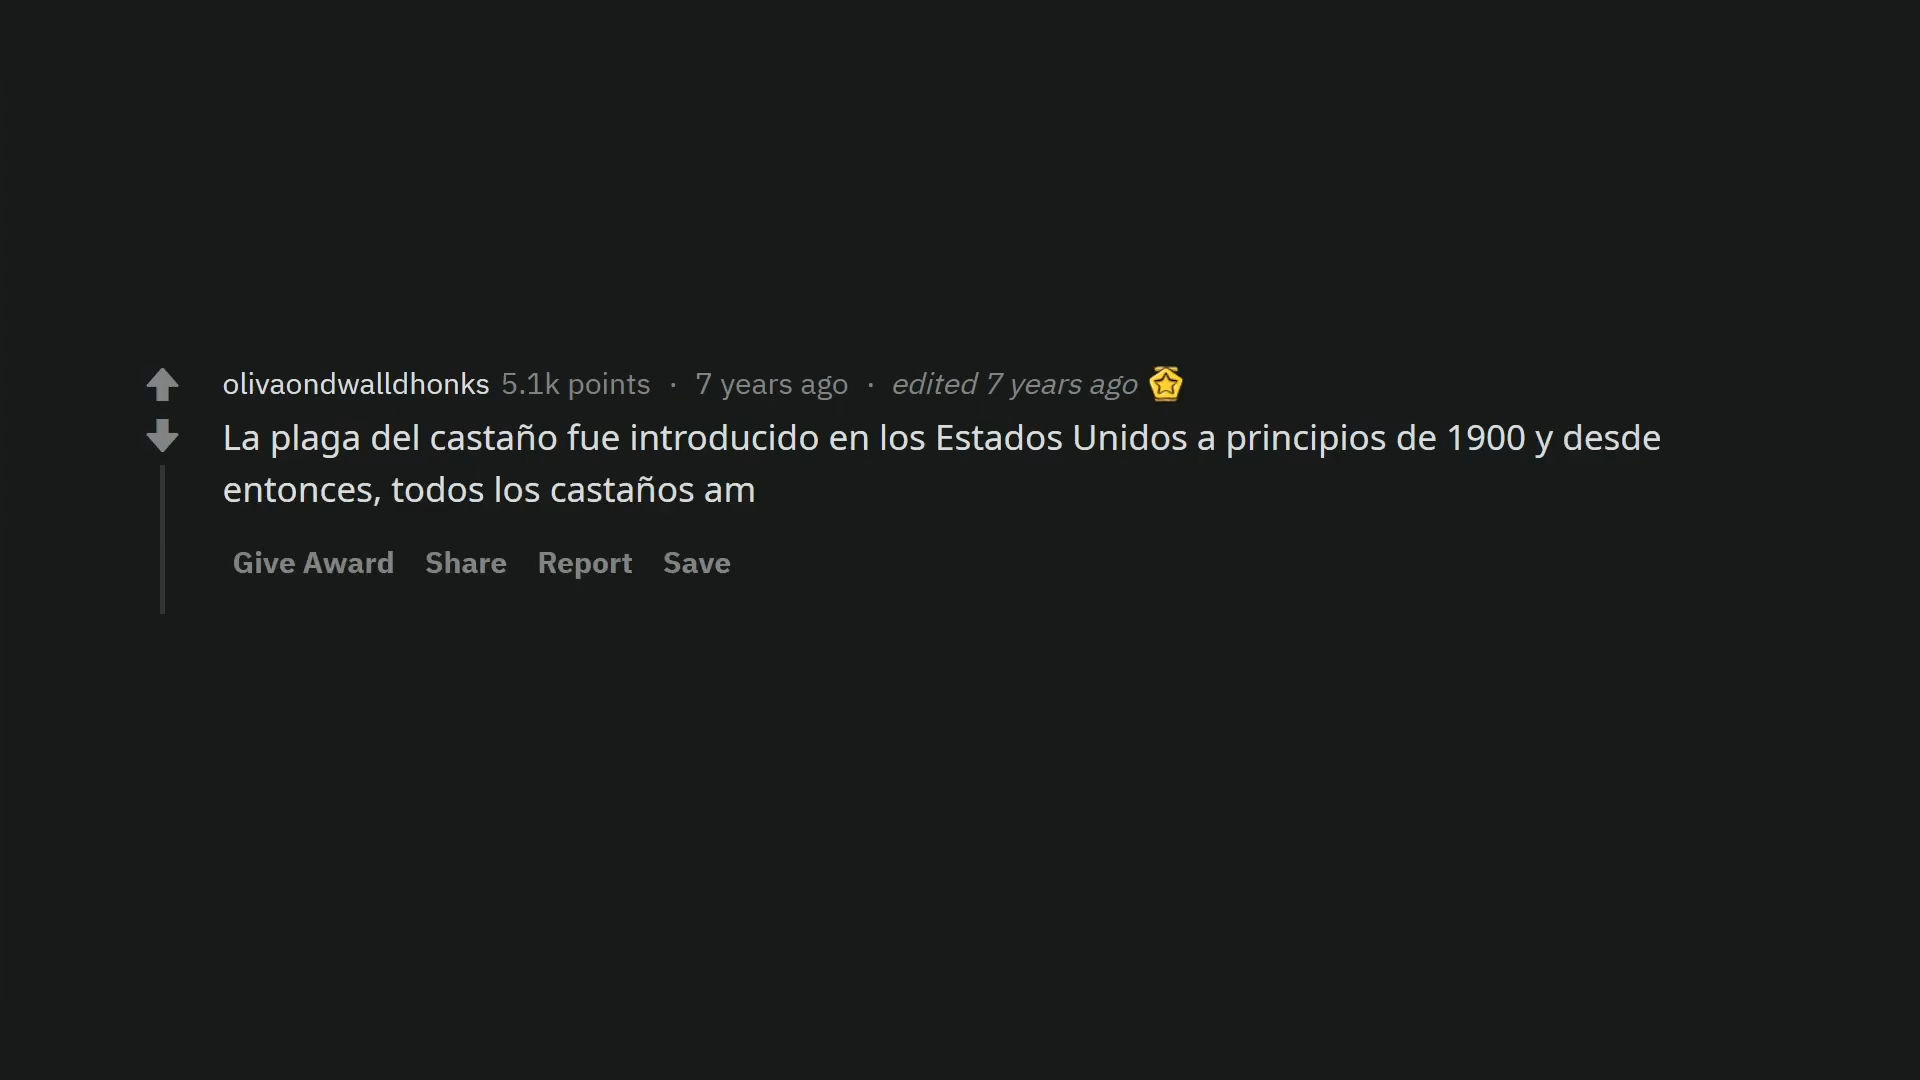 olivaondwalldhonks 5.1k points · 7 years ago · edited 7 years ago
La plaga del castaño fue introducido en los Estados Unidos a principios de 1900 y desde
entonces, todos los castaños am
Give Award Share Report Save